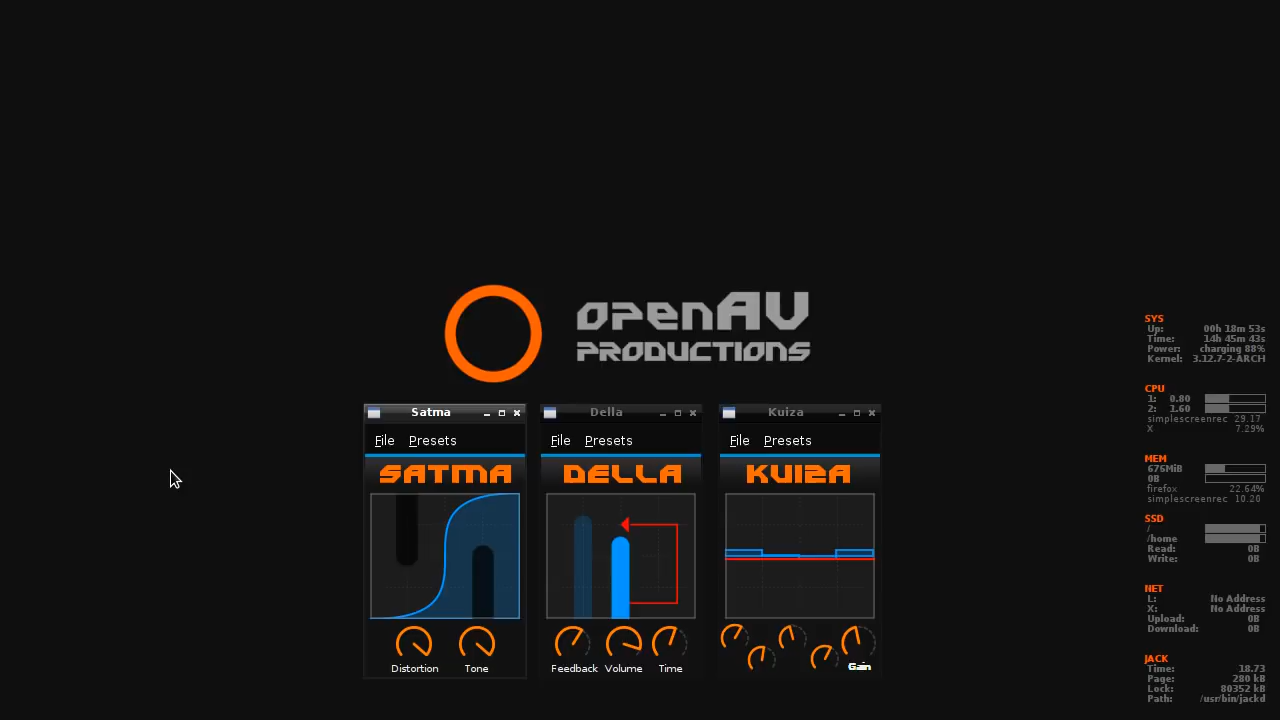 openAV
PRODUCTIONS
Satma
File Presets
SATMA
Distortion Tone
Della
File Presets
DELLA
Feedback Volume Time
Kuiza
File Presets
KUIZA
Gain
SYS
Up: 00h 18m 53s
Time: 14h 45m 43s
Power: charging 88%
Kernel: 3.12.7-2-ARCH
CPU
1: 0.80
2: 1.60
simplescreenrec 29.17
X 7.29%
MEM
676MiB
0B
firefox 22.64%
simplescreenrec 10.20
SSD
/
/home
Read: 0B
Write: 0B
NET
L: No Address
X: No Address
Upload: 0B
Download: 0B
JACK
Time: 18.73
Page: 280 kB
Lock: 80352 kB
Path: /usr/bin/jackd